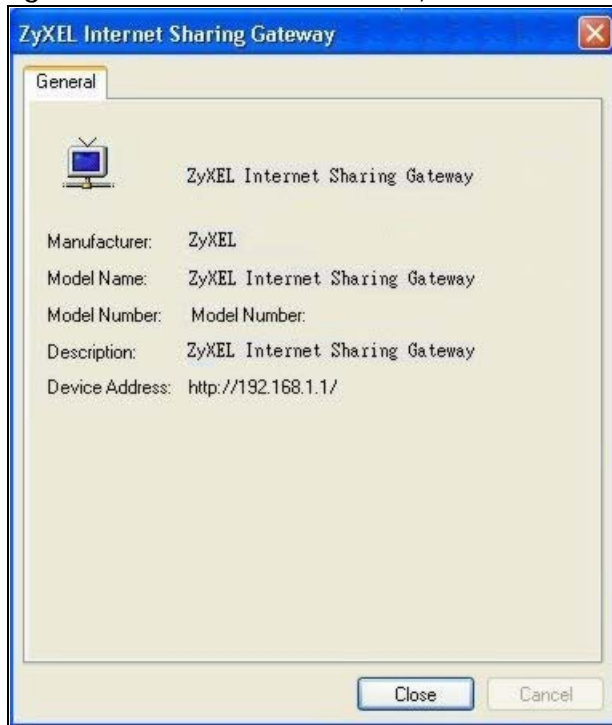 ZyXEL Internet Sharing Gateway
General
ZyXEL Internet Sharing Gateway
Manufacturer: ZyXEL
Model Name: ZyXEL Internet Sharing Gateway
Model Number: Model Number:
Description: ZyXEL Internet Sharing Gateway
Device Address: http://192.168.1.1/
Close Cancel